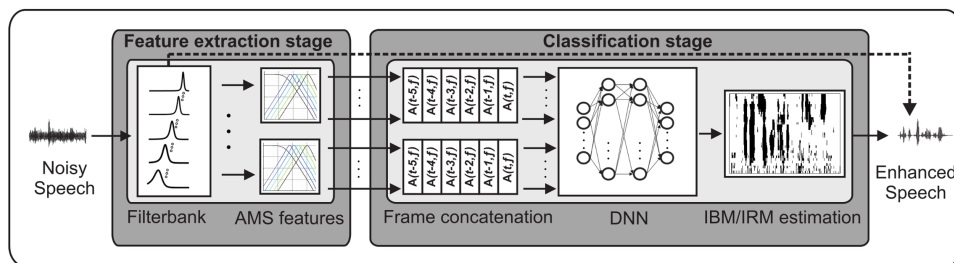 Feature extraction stage
Classification stage
A(t-5,f) A(t-4,f) A(t-3,f) A(t-2,f) A(t-1,f) A(t,f)
A(t-5,f) A(t-4,f) A(t-3,f) A(t-2,f) A(t-1,f) A(t,f)
Noisy
Speech
Filterbank
AMS features
Frame concatenation
DNN
IBM/IRM estimation
Enhanced
Speech